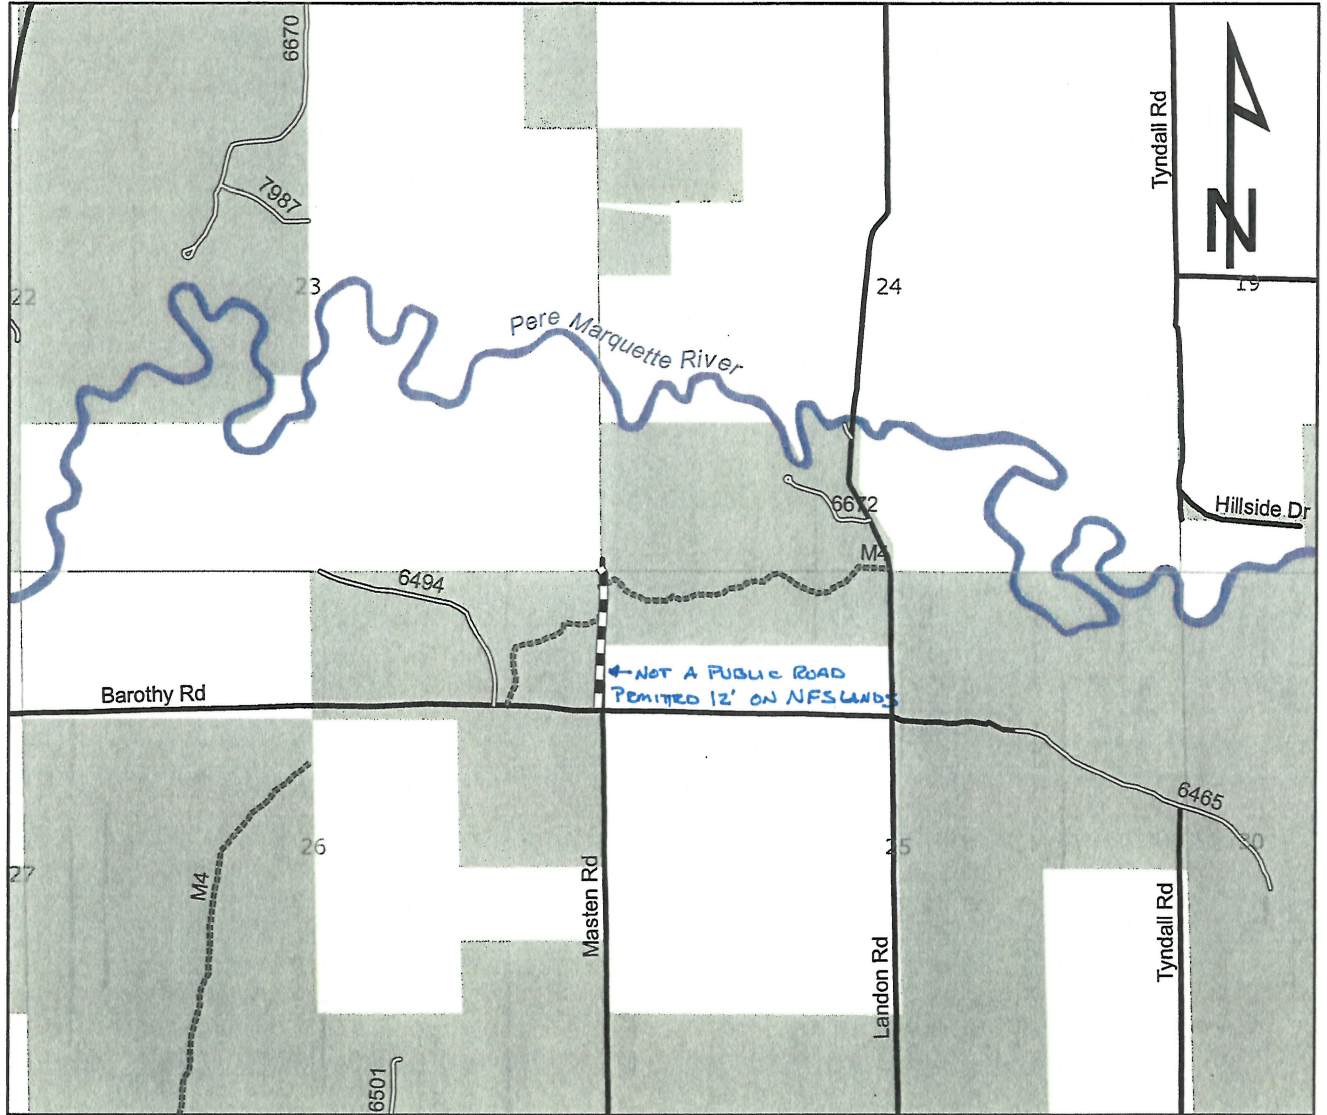 6670
Tyndall Rd
N
7987
22
23
24
19
Pere Marquette River
6672
Hillside Dr
M4
6494
←NOT A PUBLIC ROAD
PEMITTED 12' ON NFS LANDS
Barothy Rd
6465
26
25
30
27
M4
Masten Rd
Landon Rd
Tyndall Rd
6501